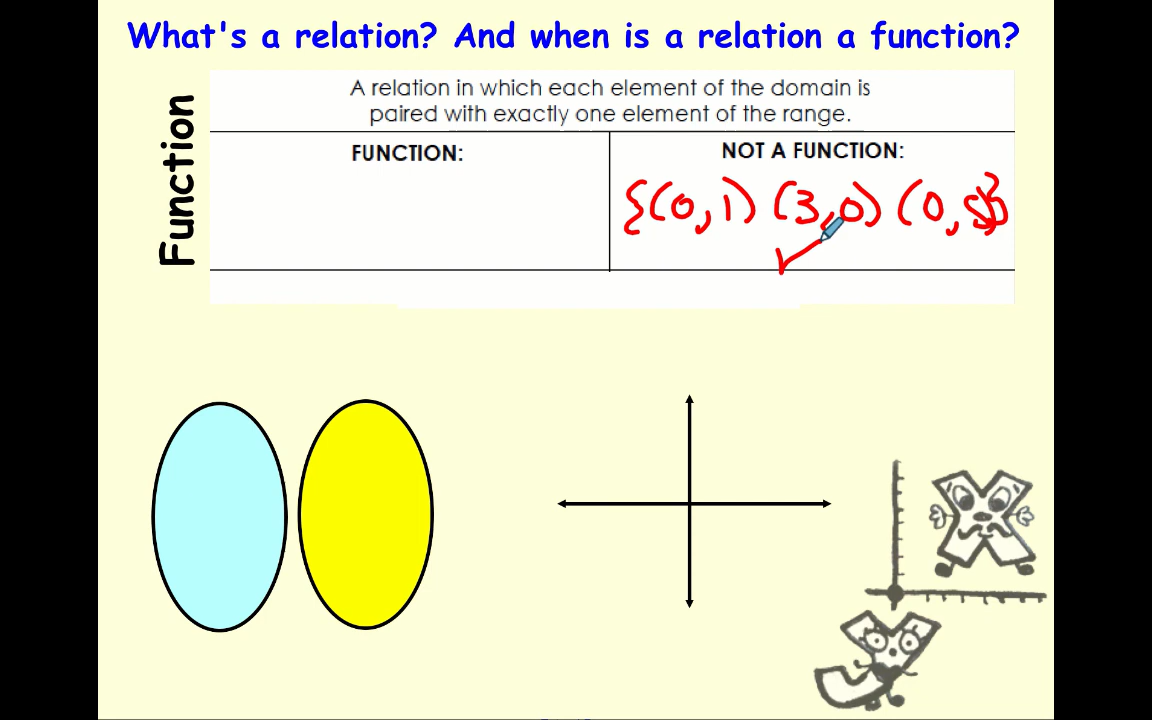 What's a relation? And when is a relation a function?
Function
A relation in which each element of the domain is
paired with exactly one element of the range.
FUNCTION:
NOT A FUNCTION:
{(0,1) (3,0) (0,